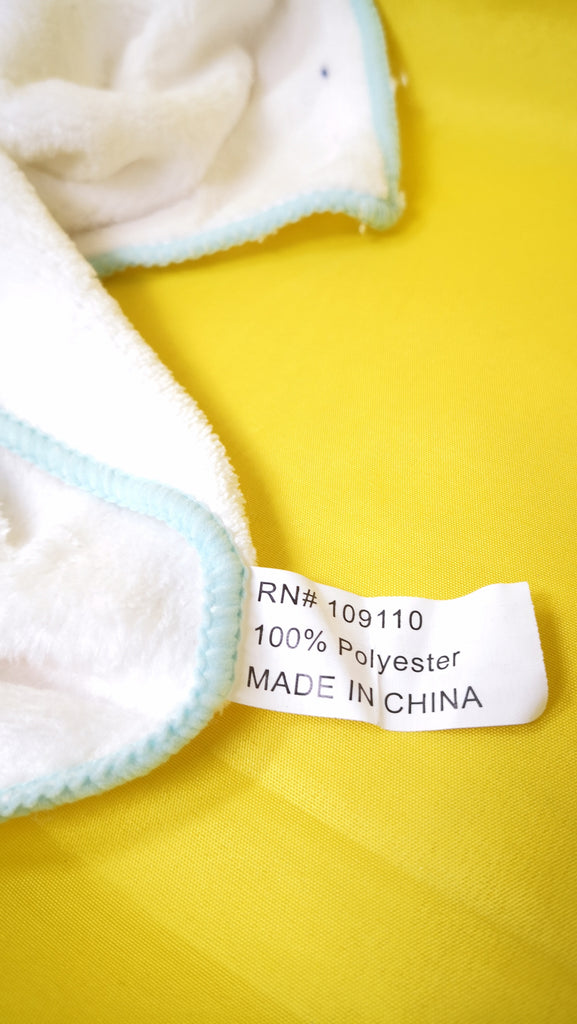 RN# 109110
100% Polyester
MADE IN CHINA